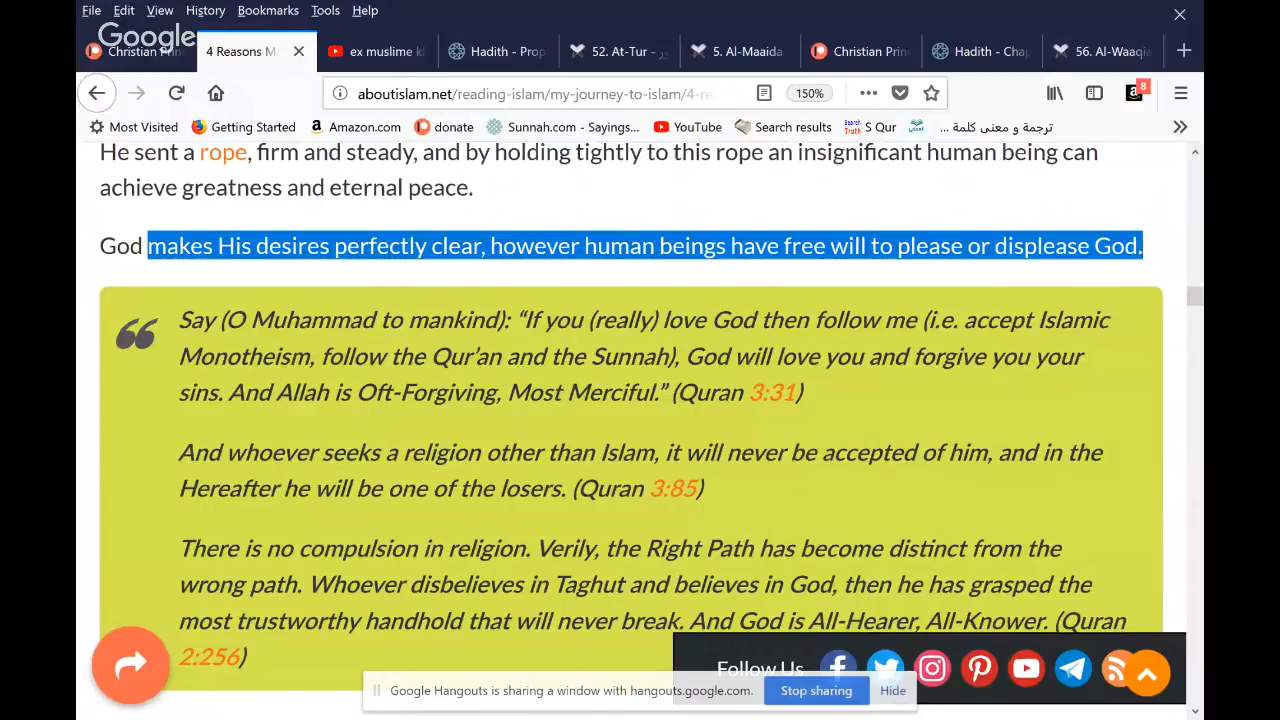 File Edit View History Bookmarks Tools Help
Google
Christian Prin 4 Reasons M ex muslime k Hadith - Prop 52. At-Tur - سور 5. Al-Maaida Christian Prin Hadith - Chap 56. Al-Waaqia
aboutislam.net/reading-islam/my-journey-to-islam/4-re 150% 8
Most Visited Getting Started Amazon.com donate Sunnah.com - Sayings... YouTube Search results Search Truth S Qur ترجمة و معنى كلمة ...
He sent a rope, firm and steady, and by holding tightly to this rope an insignificant human being can
achieve greatness and eternal peace.
God makes His desires perfectly clear, however human beings have free will to please or displease God.
Say (O Muhammad to mankind): “If you (really) love God then follow me (i.e. accept Islamic
Monotheism, follow the Qur’an and the Sunnah), God will love you and forgive you your
sins. And Allah is Oft-Forgiving, Most Merciful.” (Quran 3:31)
And whoever seeks a religion other than Islam, it will never be accepted of him, and in the
Hereafter he will be one of the losers. (Quran 3:85)
There is no compulsion in religion. Verily, the Right Path has become distinct from the
wrong path. Whoever disbelieves in Taghut and believes in God, then he has grasped the
most trustworthy handhold that will never break. And God is All-Hearer, All-Knower. (Quran
2:256)
Follow Us
Google Hangouts is sharing a window with hangouts.google.com. Stop sharing Hide